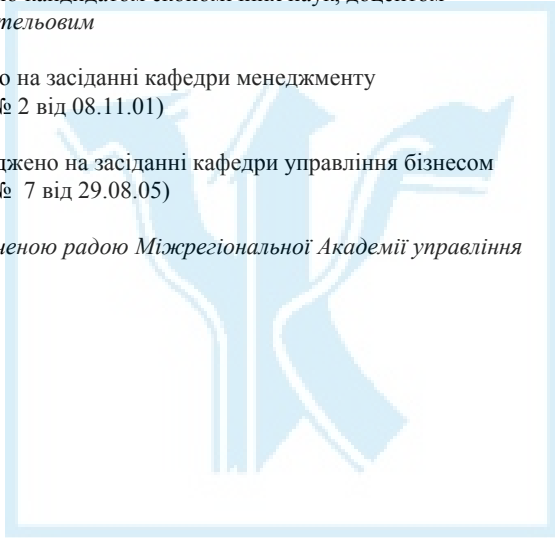 кандидатом економічних наук, доцентом
тельовим
о на засіданні кафедри менеджменту
№ 2 від 08.11.01)
джено на засіданні кафедри управління бізнесом
№ 7 від 29.08.05)
ченою радою Міжрегіональної Академії управління